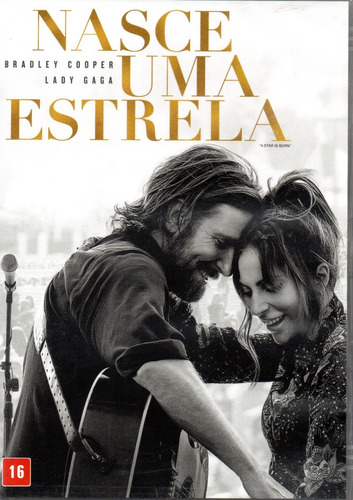 NASCE
BRADLEY COOPER
LADY GAGA
UMA
ESTRELA
"A STAR IS BORN"
16